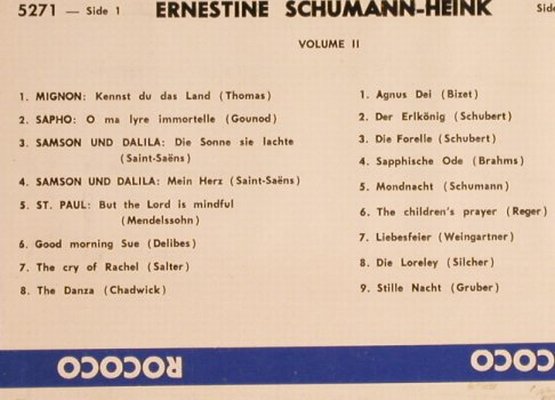 5271 — Side 1 ERNESTINE SCHUMANN-HEINK Side
VOLUME II
1. MIGNON: Kennst du das Land (Thomas)
2. SAPHO: O ma lyre immortelle (Gounod)
3. SAMSON UND DALILA: Die Sonne sie lachte
(Saint-Saëns)
4. SAMSON UND DALILA: Mein Herz (Saint-Saëns)
5. ST. PAUL: But the Lord is mindful
(Mendelssohn)
6. Good morning Sue (Delibes)
7. The cry of Rachel (Salter)
8. The Danza (Chadwick)
1. Agnus Dei (Bizet)
2. Der Erlkönig (Schubert)
3. Die Forelle (Schubert)
4. Sapphische Ode (Brahms)
5. Mondnacht (Schumann)
6. The children's prayer (Reger)
7. Liebesfeier (Weingartner)
8. Die Loreley (Silcher)
9. Stille Nacht (Gruber)
ROCOCO
OCO